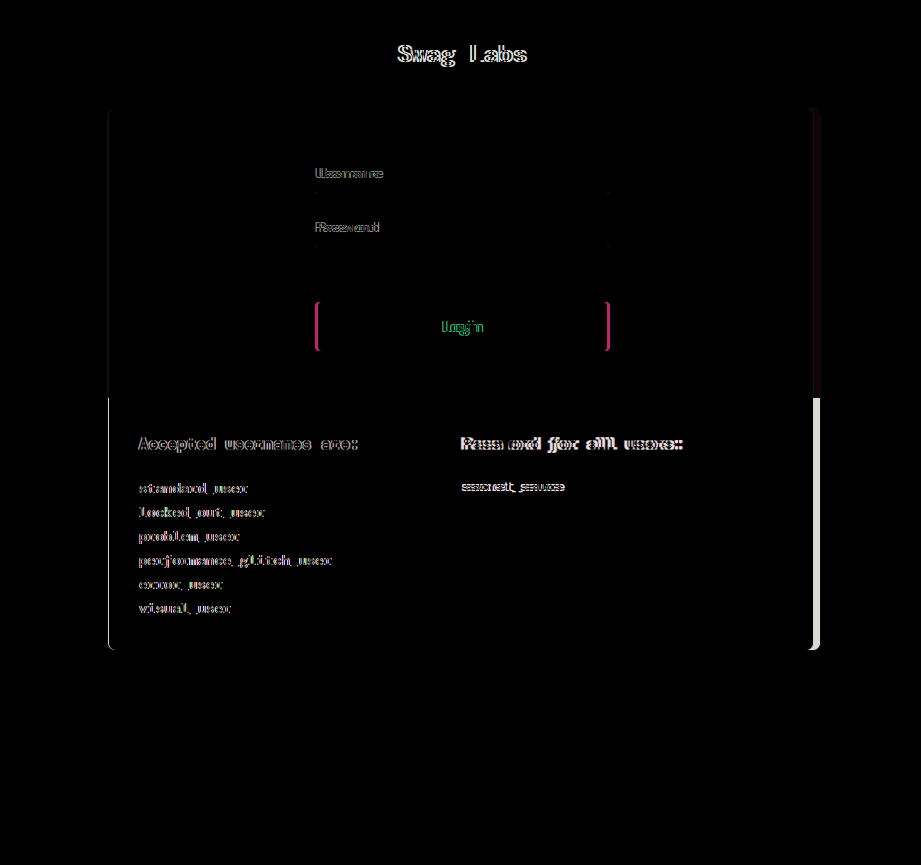 Swag Labs
Username
Password
Login
Accepted usernames are:
standard_user
locked_out_user
problem_user
performance_glitch_user
error_user
visual_user
Password for all users:
secret_sauce